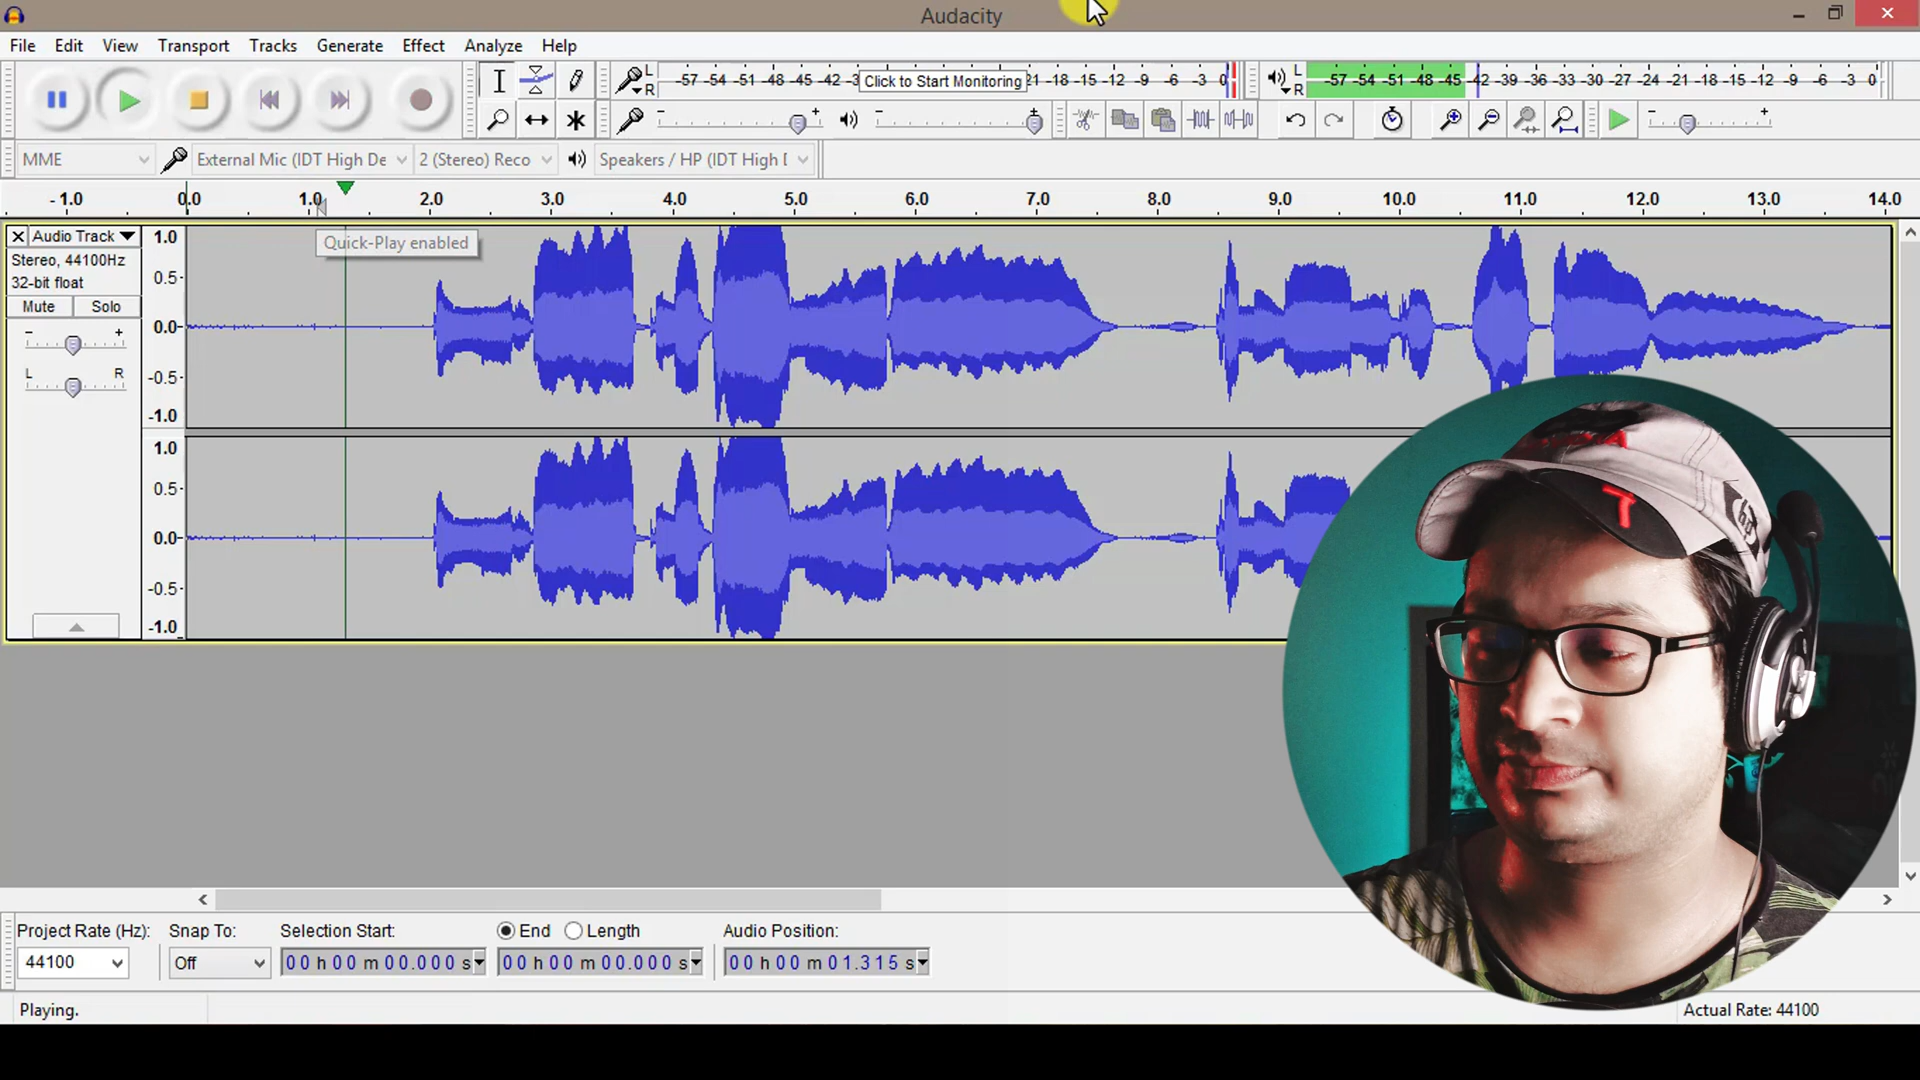 Audacity
File Edit View Transport Tracks Generate Effect Analyze Help
L -57 -54 -51 -48 -45 -42 -3 Click to Start Monitoring -18 -15 -12 -9 -6 -3 0 L -57 -54 -51 -48 -45 -42 -39 -36 -33 -30 -27 -24 -21 -18 -15 -12 -9 -6 -3 0
R R
- + - + - +
MME External Mic (IDT High De 2 (Stereo) Reco Speakers / HP (IDT High
-1.0 0.0 1.0 2.0 3.0 4.0 5.0 6.0 7.0 8.0 9.0 10.0 11.0 12.0 13.0 14.0
Audio Track 1.0
Quick-Play enabled
Stereo, 44100Hz
32-bit float 0.5-
Mute Solo
- + 0.0-
L R -0.5-
-1.0
1.0
0.5-
0.0-
-0.5-
-1.0
Project Rate (Hz): Snap To: Selection Start: End Length Audio Position:
44100 Off 00 h 00 m 00.000 s 00 h 00 m 00.000 s 00 h 00 m 01.315 s
Playing. Actual Rate: 44100